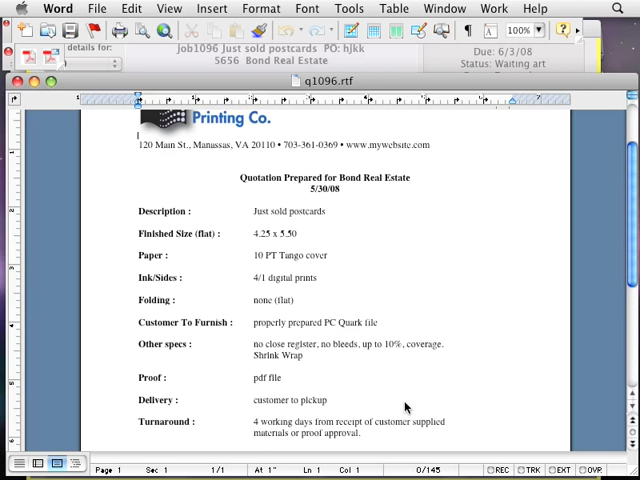 Word File Edit View Insert Format Font Tools Table Window Work Help
100%
details for:
Job1096 Just sold postcards PO: hjkk
5656 Bond Real Estate
Due: 6/3/08
Status: Waiting art
q1096.rtf
Printing Co.
120 Main St., Manassas, VA 20110 • 703-361-0369 • www.mywebsite.com
Quotation Prepared for Bond Real Estate
5/30/08
Description : Just sold postcards
Finished Size (flat) : 4.25 x 5.50
Paper : 10 PT Tango cover
Ink/Sides : 4/1 digital prints
Folding : none (flat)
Customer To Furnish : properly prepared PC Quark file
Other specs : no close register, no bleeds, up to 10%, coverage.
Shrink Wrap
Proof : pdf file
Delivery : customer to pickup
Turnaround : 4 working days from receipt of customer supplied
materials or proof approval.
Page 1 Sec 1 1/1 At 1" Ln 1 Col 1 0/145 REC TRK EXT OVR